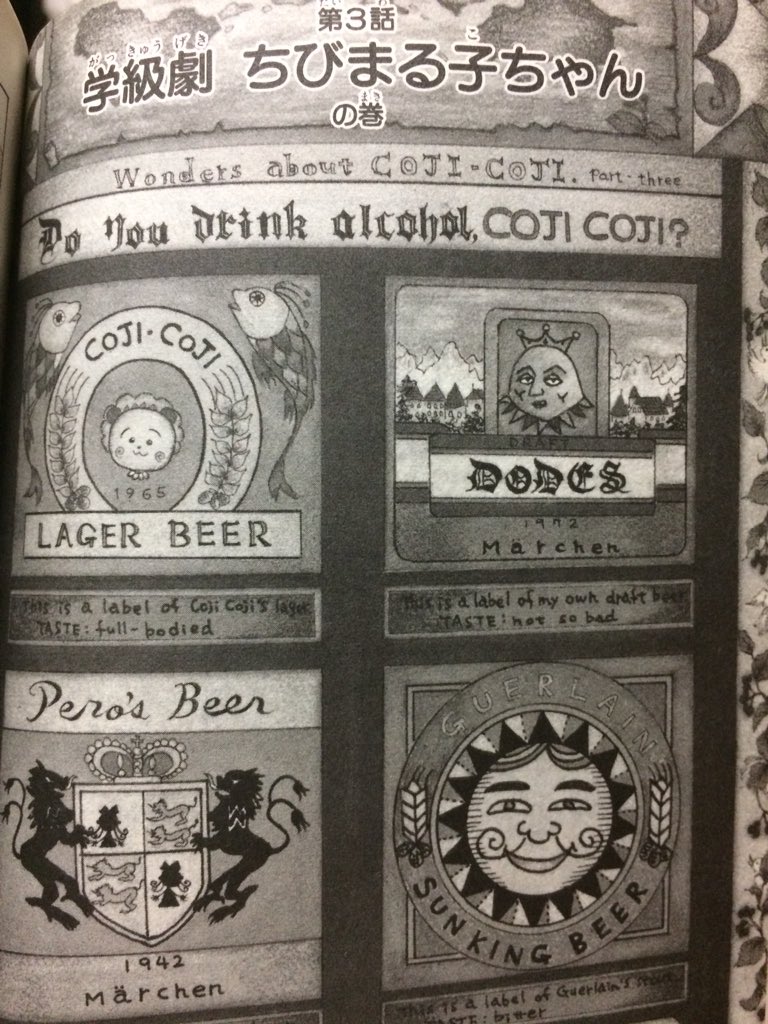 第3話
学級劇 ちびまる子ちゃん
の巻
Wonders about COJI-COJI. Part-three
Do you drink alcohol, COJI COJI?
COJI・COJI
1965
LAGER BEER
This is a label of Coji Coji's lager
TASTE: full-bodied
DRAFT
DODES
1972
Märchen
This is a label of my own draft beer
TASTE: not so bad
Pero's Beer
1942
Märchen
GUERLAIN
SUNKING BEER
This is a label of Guerlain's
TASTE: bitter